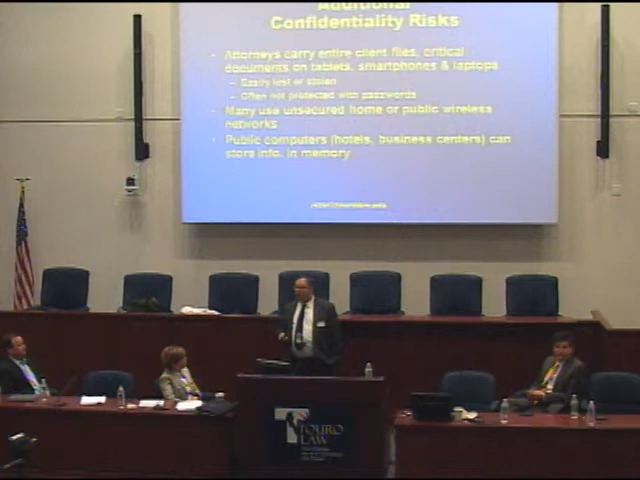 Additional
Confidentiality Risks
- Attorneys carry entire client files, critical
documents on tablets, smartphones & laptops
– Easily lost or stolen
– Often not protected with passwords
- Many use unsecured home or public wireless
networks
- Public computers (hotels, business centers) can
store info. in memory
TOURO
LAW